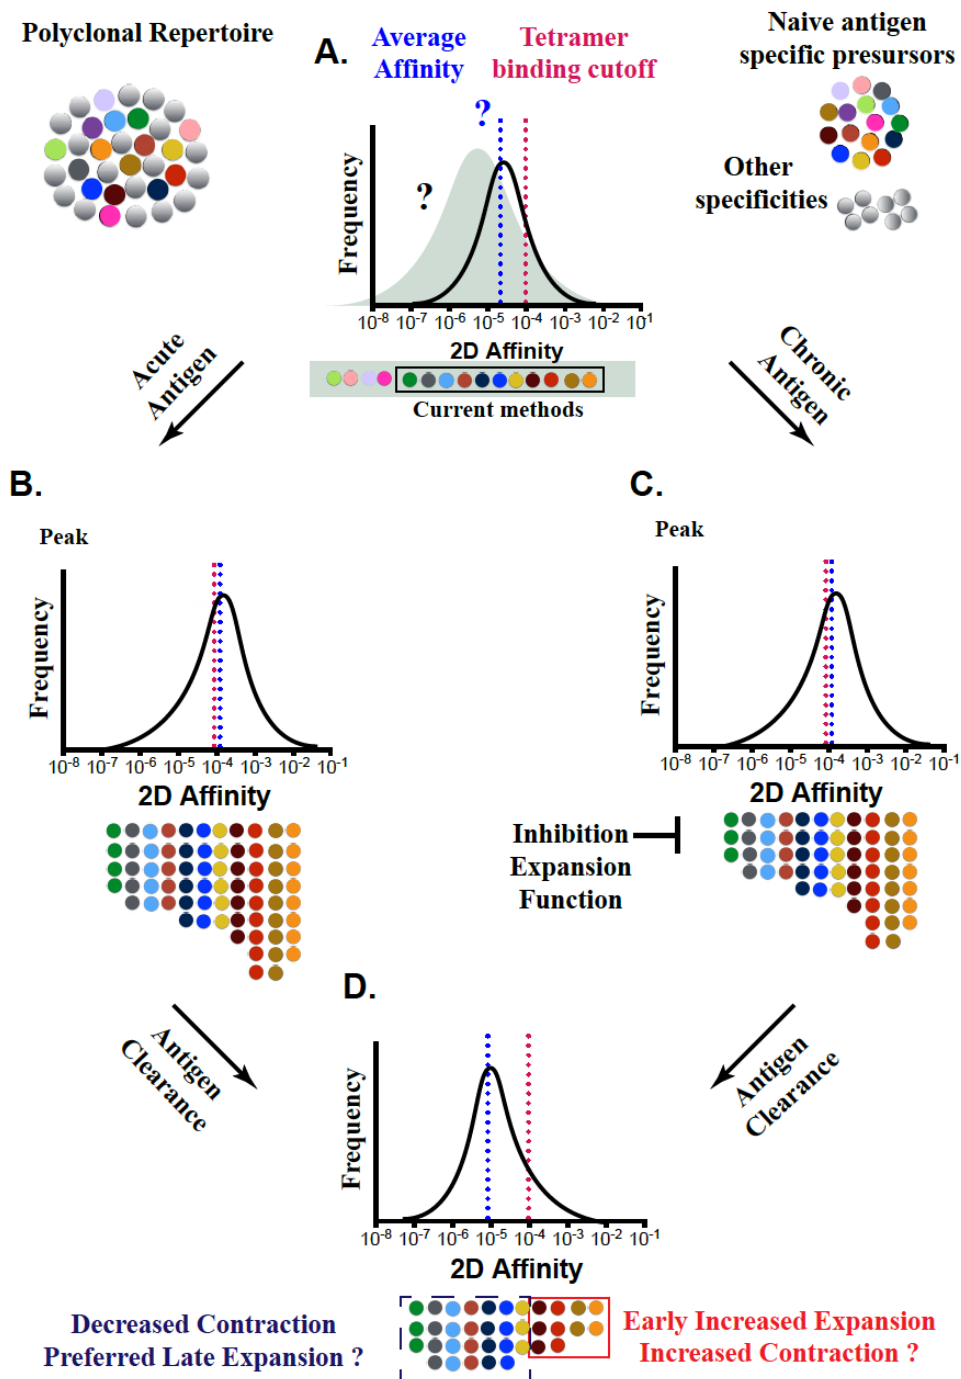 Polyclonal Repertoire
A.
Average
Affinity
Tetramer
binding cutoff
Naive antigen
specific presursors
Other
specificities
?
?
Frequency
10-8 10-7 10-6 10-5 10-4 10-3 10-2 101
2D Affinity
Current methods
Acute
Antigen
Chronic
Antigen
B.
Peak
Frequency
10-8 10-7 10-6 10-5 10-4 10-3 10-2 10-1
2D Affinity
C.
Peak
Frequency
10-8 10-7 10-6 10-5 10-4 10-3 10-2 10-1
2D Affinity
Inhibition
Expansion
Function
Antigen
Clearance
Antigen
Clearance
D.
Frequency
10-8 10-7 10-6 10-5 10-4 10-3 10-2 10-1
2D Affinity
Decreased Contraction
Preferred Late Expansion ?
Early Increased Expansion
Increased Contraction ?